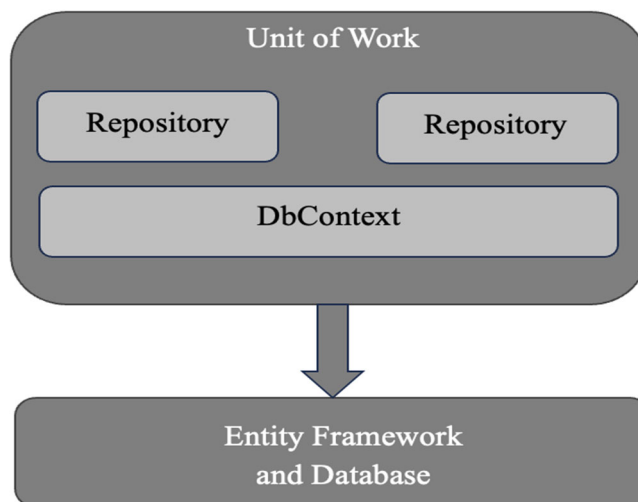 Unit of Work
Repository
Repository
DbContext
Entity Framework
and Database